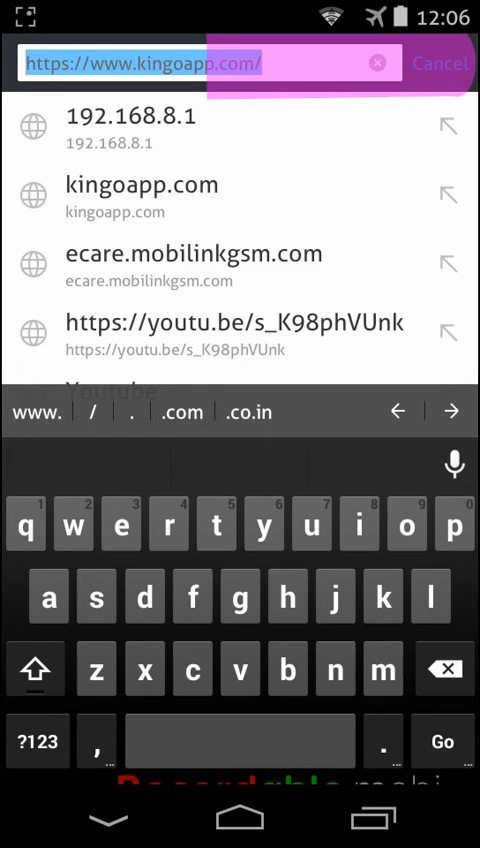 12:06
https://www.kingoapp.com/ Cancel
192.168.8.1
192.168.8.1
kingoapp.com
kingoapp.com
ecare.mobilinkgsm.com
ecare.mobilinkgsm.com
https://youtu.be/s_K98phVUnk
https://youtu.be/s_K98phVUnk
Youtube
www. / . .com .co.in
1 2 3 4 5 6 7 8 9 0
q w e r t y u i o p
a s d f g h j k l
z x c v b n m
?123 , . Go